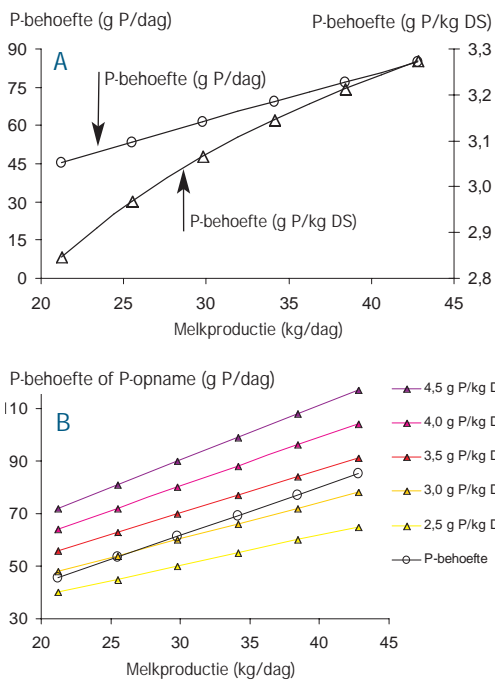 P-behoefte (g P/dag)
P-behoefte (g P/kg DS)
A
P-behoefte (g P/dag)
P-behoefte (g P/kg DS)
90
75
60
45
30
15
0
3,3
3,2
3,1
3,0
2,9
2,8
20 25 30 35 40 45
Melkproductie (kg/dag)
P-behoefte of P-opname (g P/dag)
B
110
90
70
50
30
20 25 30 35 40 45
Melkproductie (kg/dag)
4,5 g P/kg D
4,0 g P/kg D
3,5 g P/kg D
3,0 g P/kg D
2,5 g P/kg D
P-behoefte